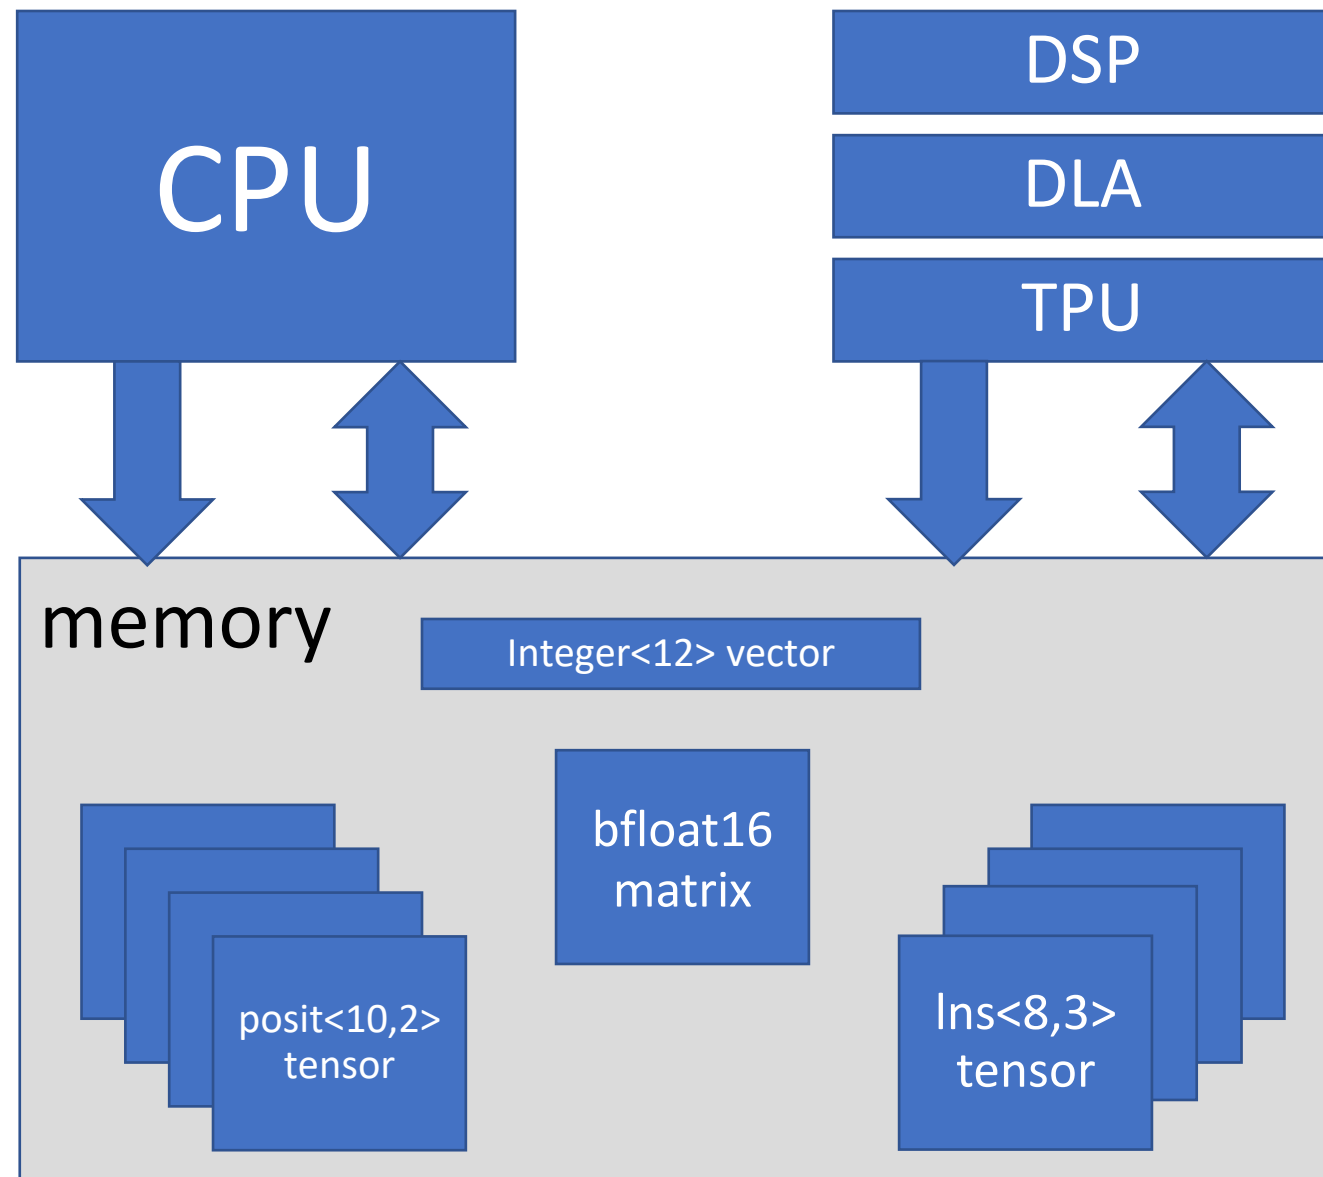 CPU
DSP
DLA
TPU
memory
Integer<12> vector
bfloat16
matrix
posit<10,2>
tensor
lns<8,3>
tensor